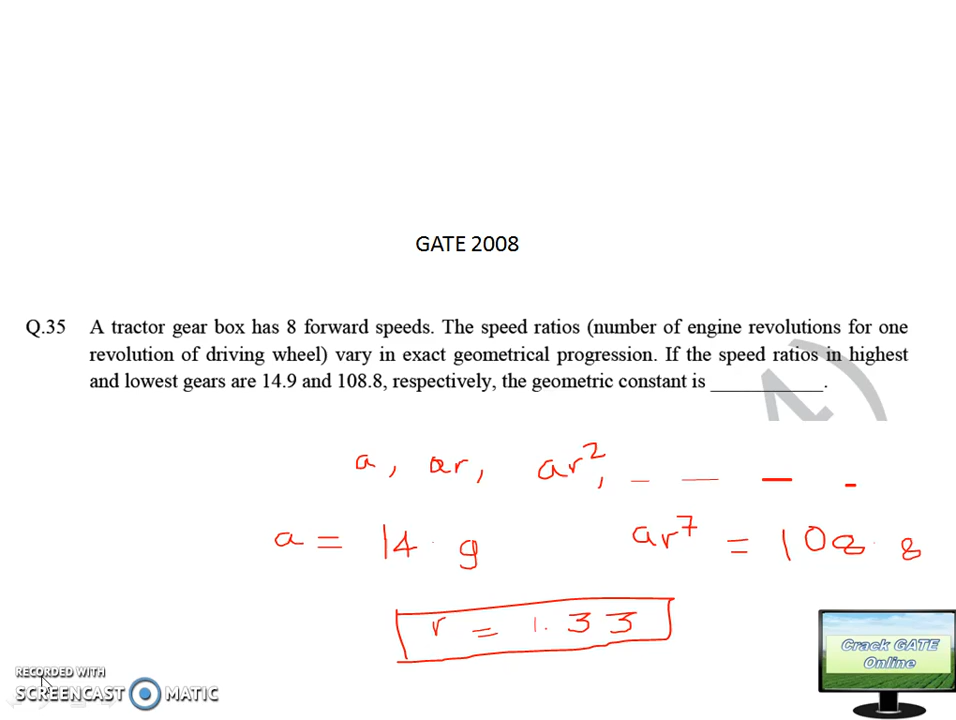 GATE 2008
Q.35 A tractor gear box has 8 forward speeds. The speed ratios (number of engine revolutions for one
revolution of driving wheel) vary in exact geometrical progression. If the speed ratios in highest
and lowest gears are 14.9 and 108.8, respectively, the geometric constant is ___________.
a, ar, ar², _ _ _ _
a = 14.9 ar⁷ = 108.8
r = 1.33
Crack GATE
Online
RECORDED WITH
SCREENCAST MATIC